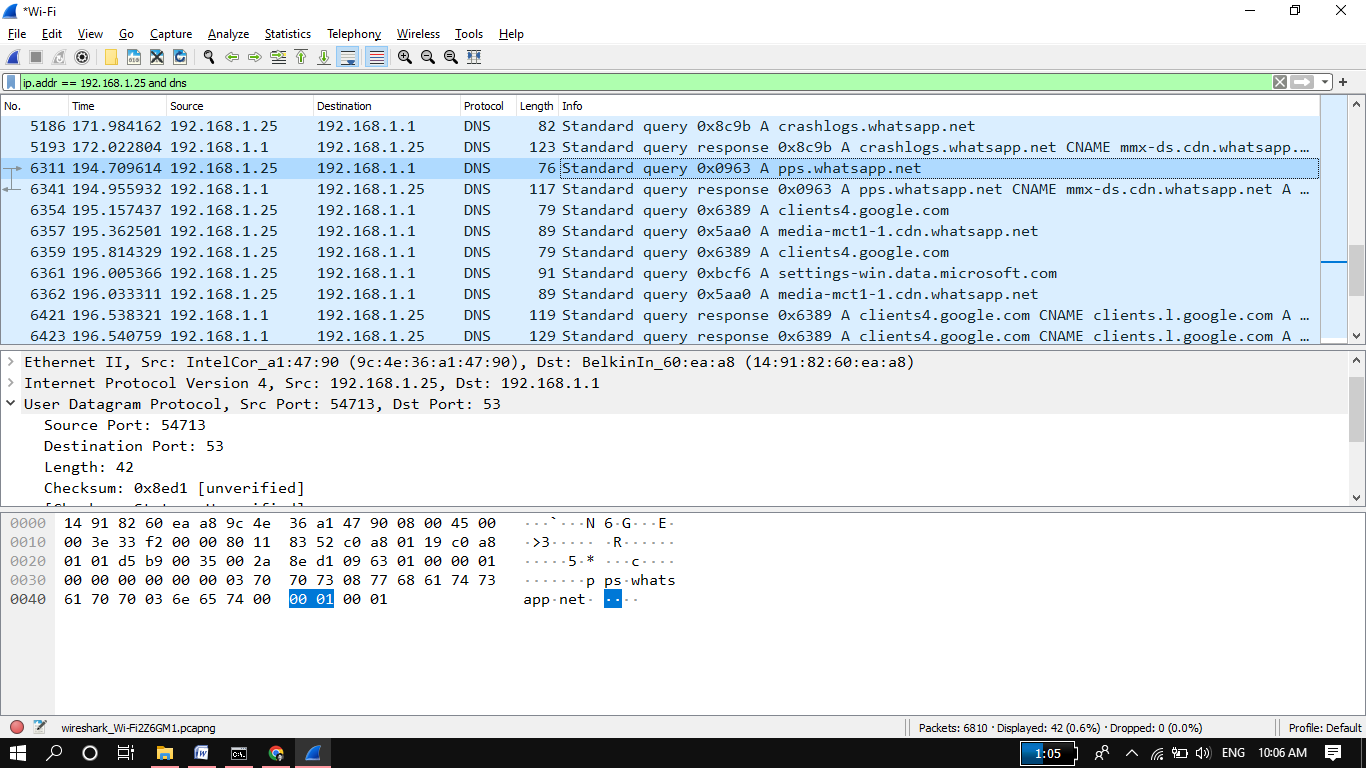 *Wi-Fi
File Edit View Go Capture Analyze Statistics Telephony Wireless Tools Help
ip.addr == 192.168.1.25 and dns
No. Time Source Destination Protocol Length Info
5186 171.984162 192.168.1.25 192.168.1.1 DNS 82 Standard query 0x8c9b A crashlogs.whatsapp.net
5193 172.022804 192.168.1.1 192.168.1.25 DNS 123 Standard query response 0x8c9b A crashlogs.whatsapp.net CNAME mmx-ds.cdn.whatsapp.…
6311 194.709614 192.168.1.25 192.168.1.1 DNS 76 Standard query 0x0963 A pps.whatsapp.net
6341 194.955932 192.168.1.1 192.168.1.25 DNS 117 Standard query response 0x0963 A pps.whatsapp.net CNAME mmx-ds.cdn.whatsapp.net A …
6354 195.157437 192.168.1.25 192.168.1.1 DNS 79 Standard query 0x6389 A clients4.google.com
6357 195.362501 192.168.1.25 192.168.1.1 DNS 89 Standard query 0x5aa0 A media-mct1-1.cdn.whatsapp.net
6359 195.814329 192.168.1.25 192.168.1.1 DNS 79 Standard query 0x6389 A clients4.google.com
6361 196.005366 192.168.1.25 192.168.1.1 DNS 91 Standard query 0xbcf6 A settings-win.data.microsoft.com
6362 196.033311 192.168.1.25 192.168.1.1 DNS 89 Standard query 0x5aa0 A media-mct1-1.cdn.whatsapp.net
6421 196.538321 192.168.1.1 192.168.1.25 DNS 119 Standard query response 0x6389 A clients4.google.com CNAME clients.l.google.com A …
6423 196.540759 192.168.1.1 192.168.1.25 DNS 129 Standard query response 0x6389 A clients4.google.com CNAME clients.l.google.com A …
Ethernet II, Src: IntelCor_a1:47:90 (9c:4e:36:a1:47:90), Dst: BelkinIn_60:ea:a8 (14:91:82:60:ea:a8)
Internet Protocol Version 4, Src: 192.168.1.25, Dst: 192.168.1.1
User Datagram Protocol, Src Port: 54713, Dst Port: 53
Source Port: 54713
Destination Port: 53
Length: 42
Checksum: 0x8ed1 [unverified]
0000 14 91 82 60 ea a8 9c 4e 36 a1 47 90 08 00 45 00 ···`···N 6·G···E·
0010 00 3e 33 f2 00 00 80 11 83 52 c0 a8 01 19 c0 a8 ·>3····· ·R······
0020 01 01 d5 b9 00 35 00 2a 8e d1 09 63 01 00 00 01 ·····5·* ···c····
0030 00 00 00 00 00 00 03 70 70 73 08 77 68 61 74 73 ·······p ps·whats
0040 61 70 70 03 6e 65 74 00 00 01 00 01 app·net· ····
wireshark_Wi-Fi2Z6GM1.pcapng Packets: 6810 · Displayed: 42 (0.6%) · Dropped: 0 (0.0%) Profile: Default
1:05 ENG 10:06 AM